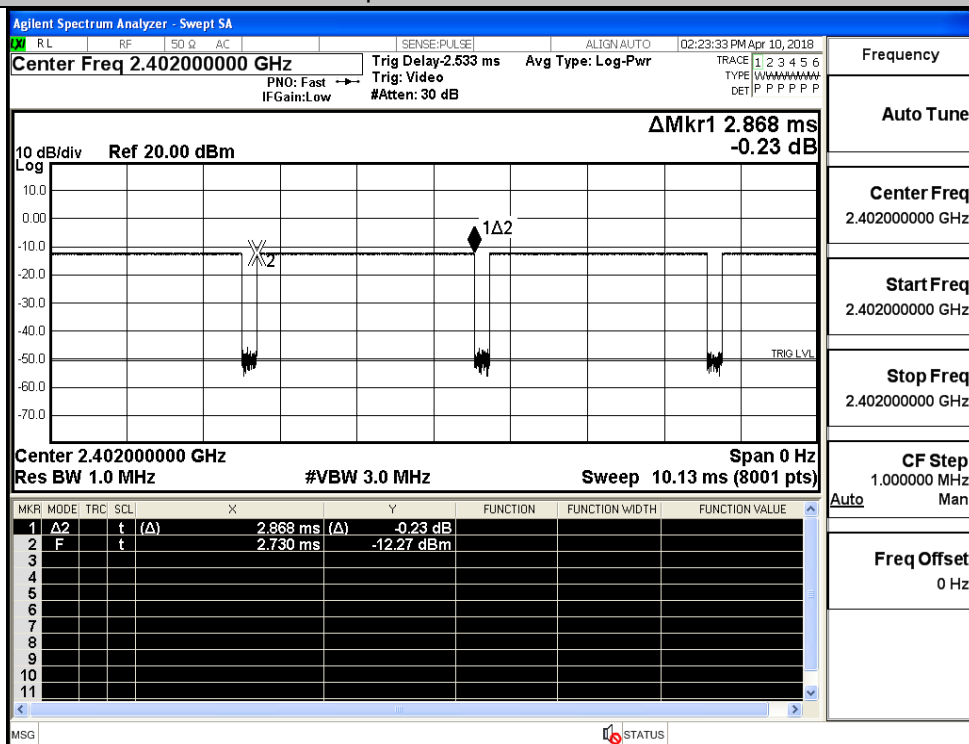 Agilent Spectrum Analyzer - Swept SA
LXI RL RF 50 Ω AC SENSE:PULSE ALIGN AUTO 02:23:33 PM Apr 10, 2018
Center Freq 2.402000000 GHz
PNO: Fast
IFGain:Low
Trig Delay-2.533 ms
Trig: Video
#Atten: 30 dB
Avg Type: Log-Pwr
TRACE 1 2 3 4 5 6
TYPE WWWWWW
DET P P P P P P
ΔMkr1 2.868 ms
-0.23 dB
10 dB/div Ref 20.00 dBm
Log
10.0
0.00
-10.0
-20.0
-30.0
-40.0
-50.0
-60.0
-70.0
1Δ2
2
TRIG LVL
Center 2.402000000 GHz Span 0 Hz
Res BW 1.0 MHz #VBW 3.0 MHz Sweep 10.13 ms (8001 pts)
MKR MODE TRC SCL X Y FUNCTION FUNCTION WIDTH FUNCTION VALUE
1 Δ2 t (Δ) 2.868 ms (Δ) -0.23 dB
2 F t 2.730 ms -12.27 dBm
3
4
5
6
7
8
9
10
11
MSG STATUS
Frequency
Auto Tune
Center Freq
2.402000000 GHz
Start Freq
2.402000000 GHz
Stop Freq
2.402000000 GHz
CF Step
1.000000 MHz
Auto Man
Freq Offset
0 Hz